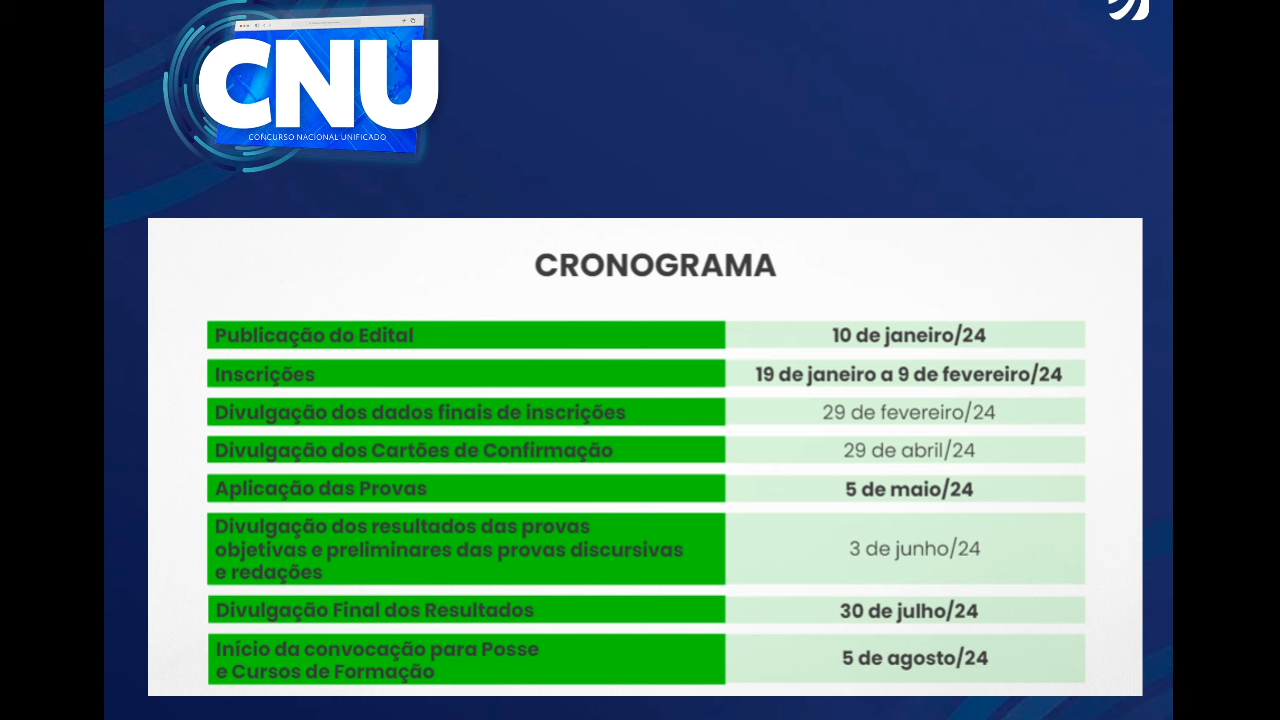 CNU
CONCURSO NACIONAL UNIFICADO
CRONOGRAMA
Publicação do Edital 10 de janeiro/24
Inscrições 19 de janeiro a 9 de fevereiro/24
Divulgação dos dados finais de inscrições 29 de fevereiro/24
Divulgação dos Cartões de Confirmação 29 de abril/24
Aplicação das Provas 5 de maio/24
Divulgação dos resultados das provas
objetivas e preliminares das provas discursivas 3 de junho/24
e redações
Divulgação Final dos Resultados 30 de julho/24
Início da convocação para Posse
e Cursos de Formação 5 de agosto/24